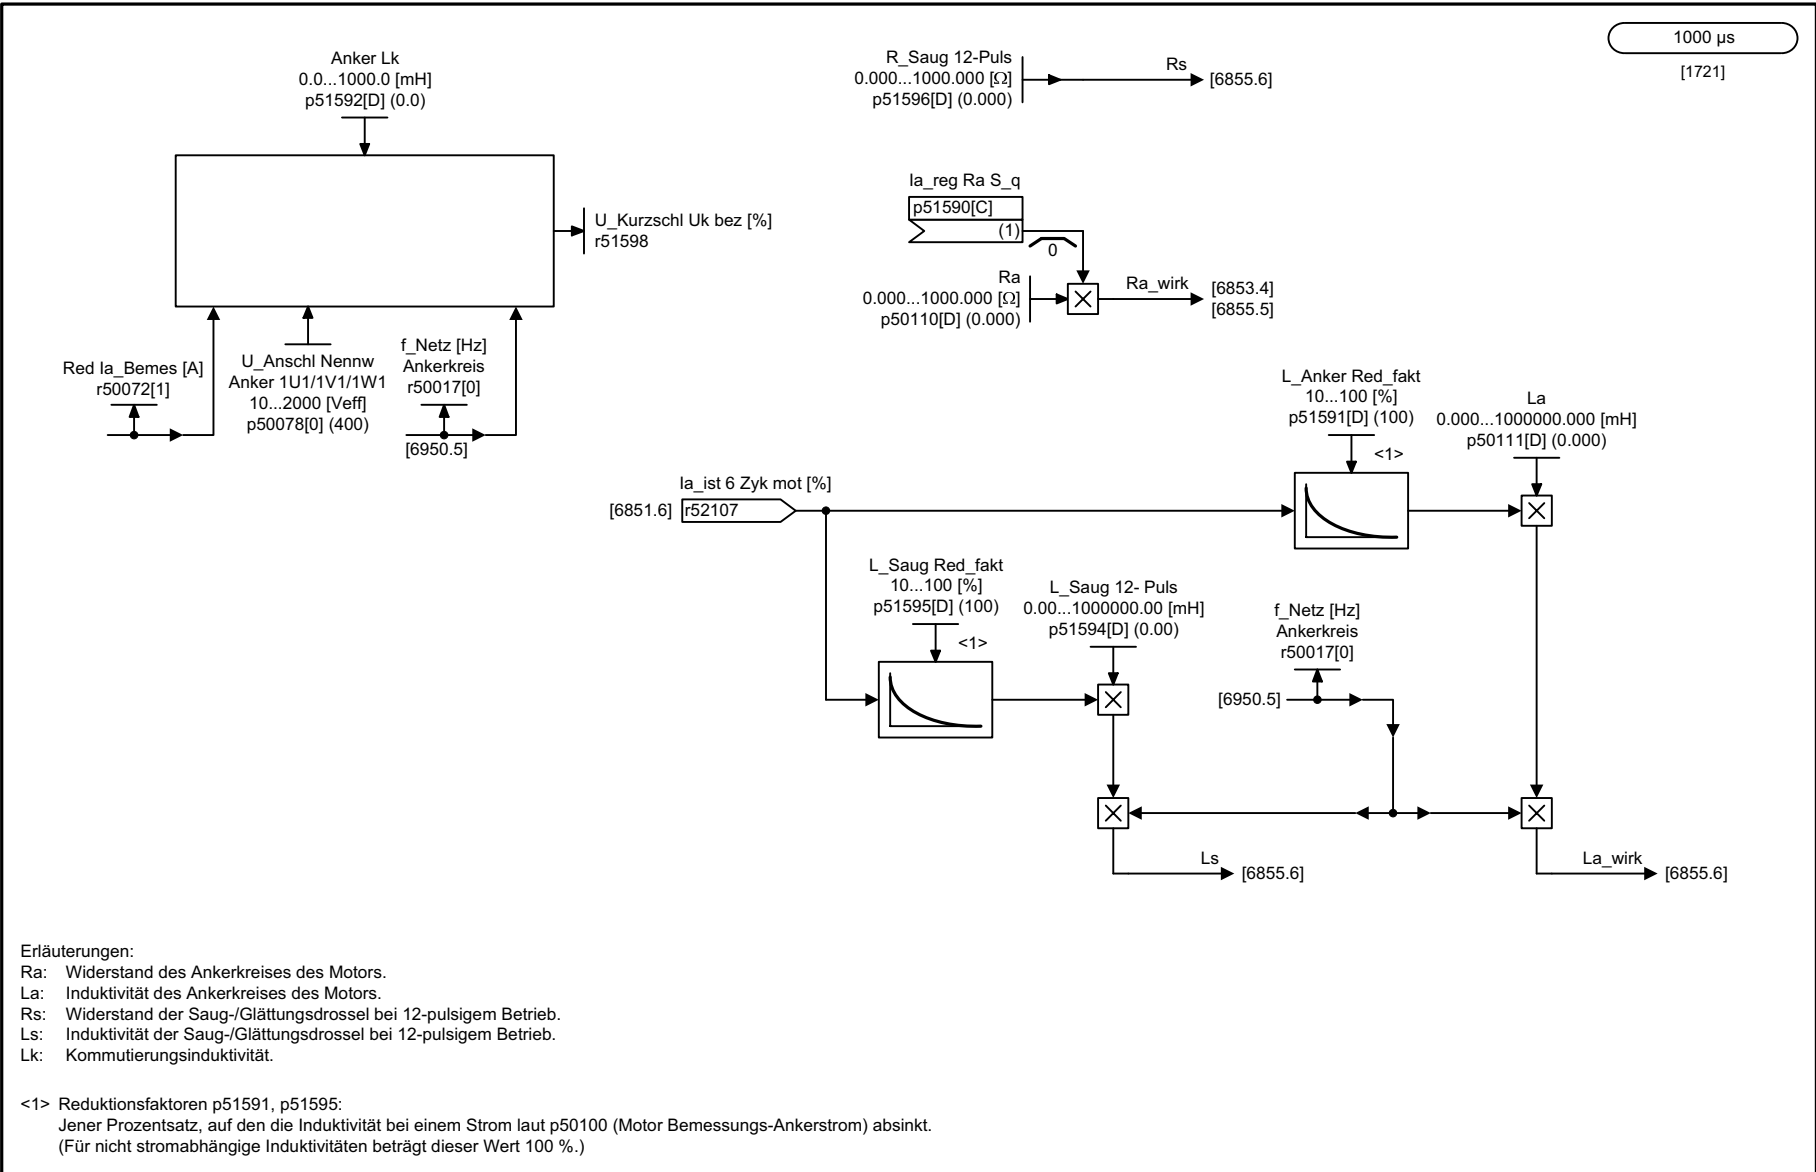 1000 µs
[1721]
Anker Lk
0.0...1000.0 [mH]
p51592[D] (0.0)
R_Saug 12-Puls
0.000...1000.000 [Ω]
p51596[D] (0.000)
Rs
[6855.6]
U_Kurzschl Uk bez [%]
r51598
Ia_reg Ra S_q
p51590[C]
(1)
0
Ra
0.000...1000.000 [Ω]
p50110[D] (0.000)
Ra_wirk
[6853.4]
[6855.5]
Red Ia_Bemes [A]
r50072[1]
U_Anschl Nennw
Anker 1U1/1V1/1W1
10...2000 [Veff]
p50078[0] (400)
f_Netz [Hz]
Ankerkreis
r50017[0]
[6950.5]
L_Anker Red_fakt
10...100 [%]
p51591[D] (100)
<1>
La
0.000...1000000.000 [mH]
p50111[D] (0.000)
Ia_ist 6 Zyk mot [%]
[6851.6]
r52107
L_Saug Red_fakt
10...100 [%]
p51595[D] (100)
<1>
L_Saug 12- Puls
0.00...1000000.00 [mH]
p51594[D] (0.00)
f_Netz [Hz]
Ankerkreis
r50017[0]
[6950.5]
Ls
[6855.6]
La_wirk
[6855.6]
Erläuterungen:
Ra: Widerstand des Ankerkreises des Motors.
La: Induktivität des Ankerkreises des Motors.
Rs: Widerstand der Saug-/Glättungsdrossel bei 12-pulsigem Betrieb.
Ls: Induktivität der Saug-/Glättungsdrossel bei 12-pulsigem Betrieb.
Lk: Kommutierungsinduktivität.
<1> Reduktionsfaktoren p51591, p51595:
Jener Prozentsatz, auf den die Induktivität bei einem Strom laut p50100 (Motor Bemessungs-Ankerstrom) absinkt.
(Für nicht stromabhängige Induktivitäten beträgt dieser Wert 100 %.)